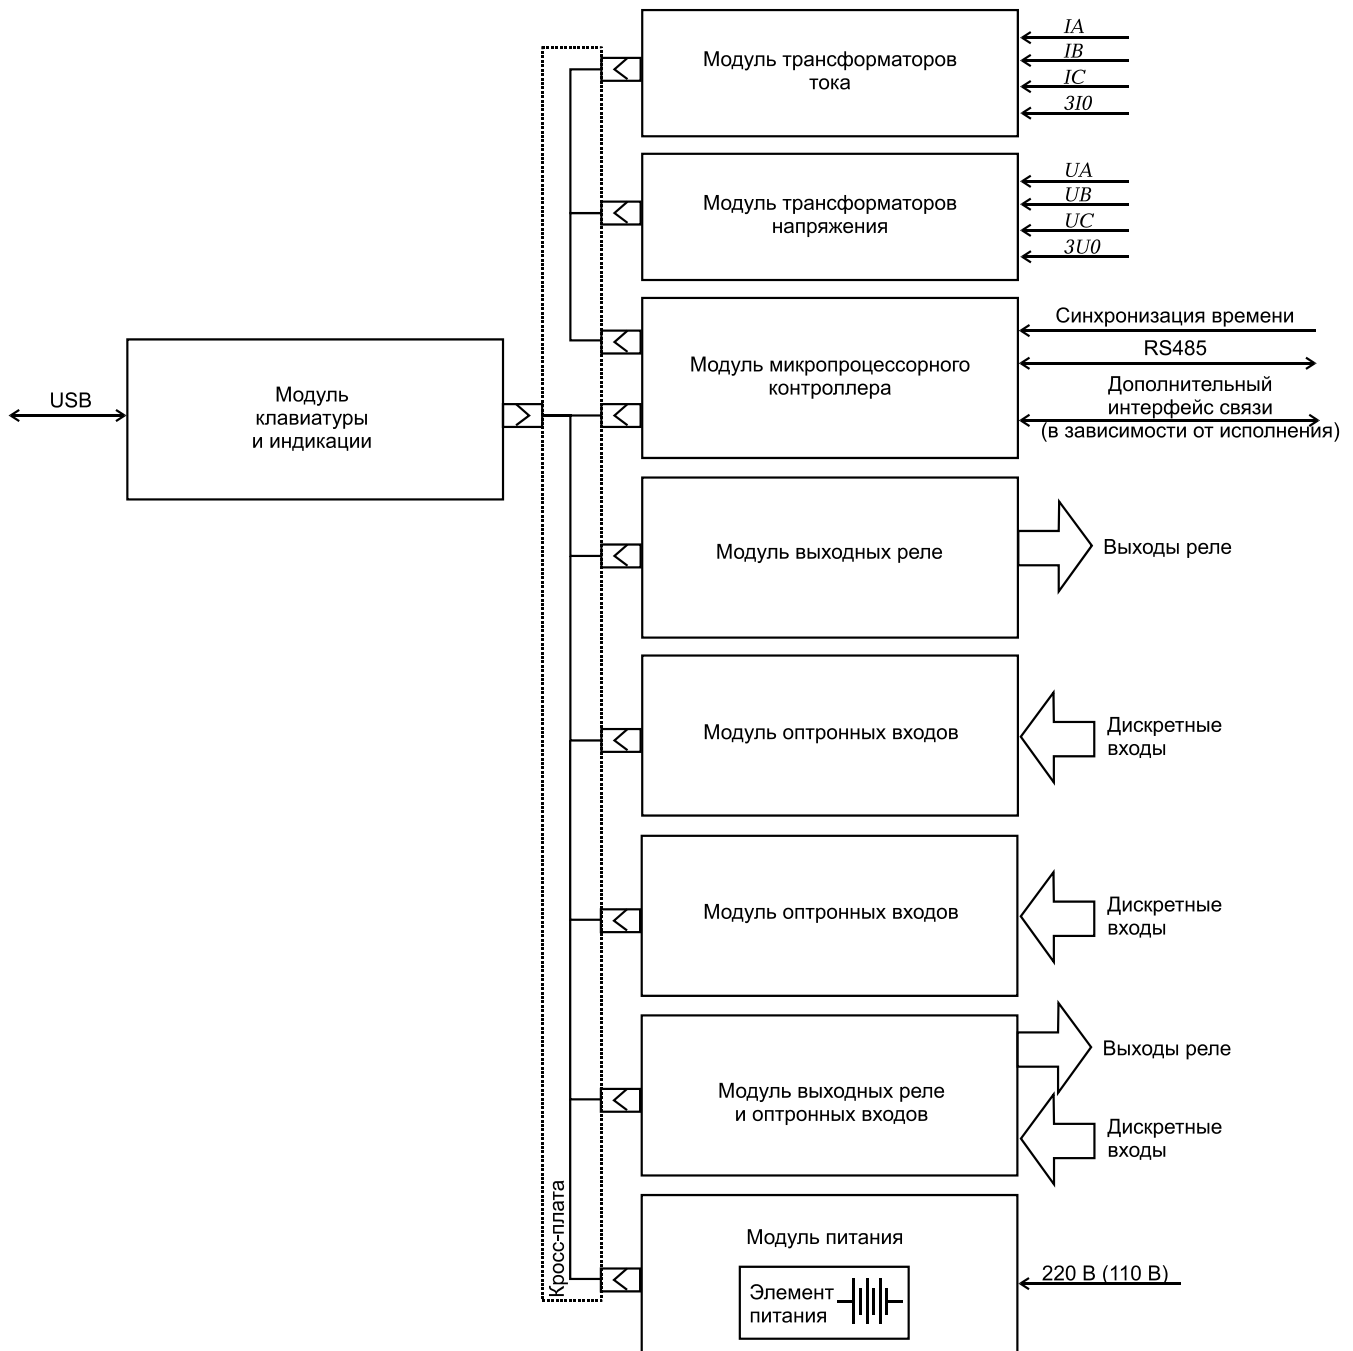 Модуль трансформаторов
тока
IA
IB
IC
3I0
Модуль трансформаторов
напряжения
UA
UB
UC
3U0
Модуль микропроцессорного
контроллера
Синхронизация времени
RS485
Дополнительный
интерфейс связи
(в зависимости от исполнения)
USB
Модуль
клавиатуры
и индикации
Модуль выходных реле
Выходы реле
Модуль оптронных входов
Дискретные
входы
Модуль оптронных входов
Дискретные
входы
Модуль выходных реле
и оптронных входов
Выходы реле
Дискретные
входы
Кросс-плата
Модуль питания
Элемент
питания
220 В (110 В)